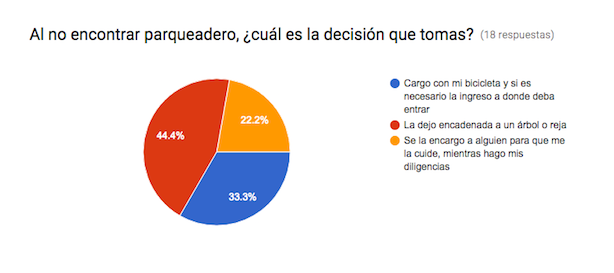 Al no encontrar parqueadero, ¿cuál es la decisión que tomas? (18 respuestas)
Cargo con mi bicicleta y si es
necesario la ingreso a donde deba
entrar
La dejo encadenada a un árbol o reja
Se la encargo a alguien para que me
la cuide, mientras hago mis
diligencias
44.4%
22.2%
33.3%